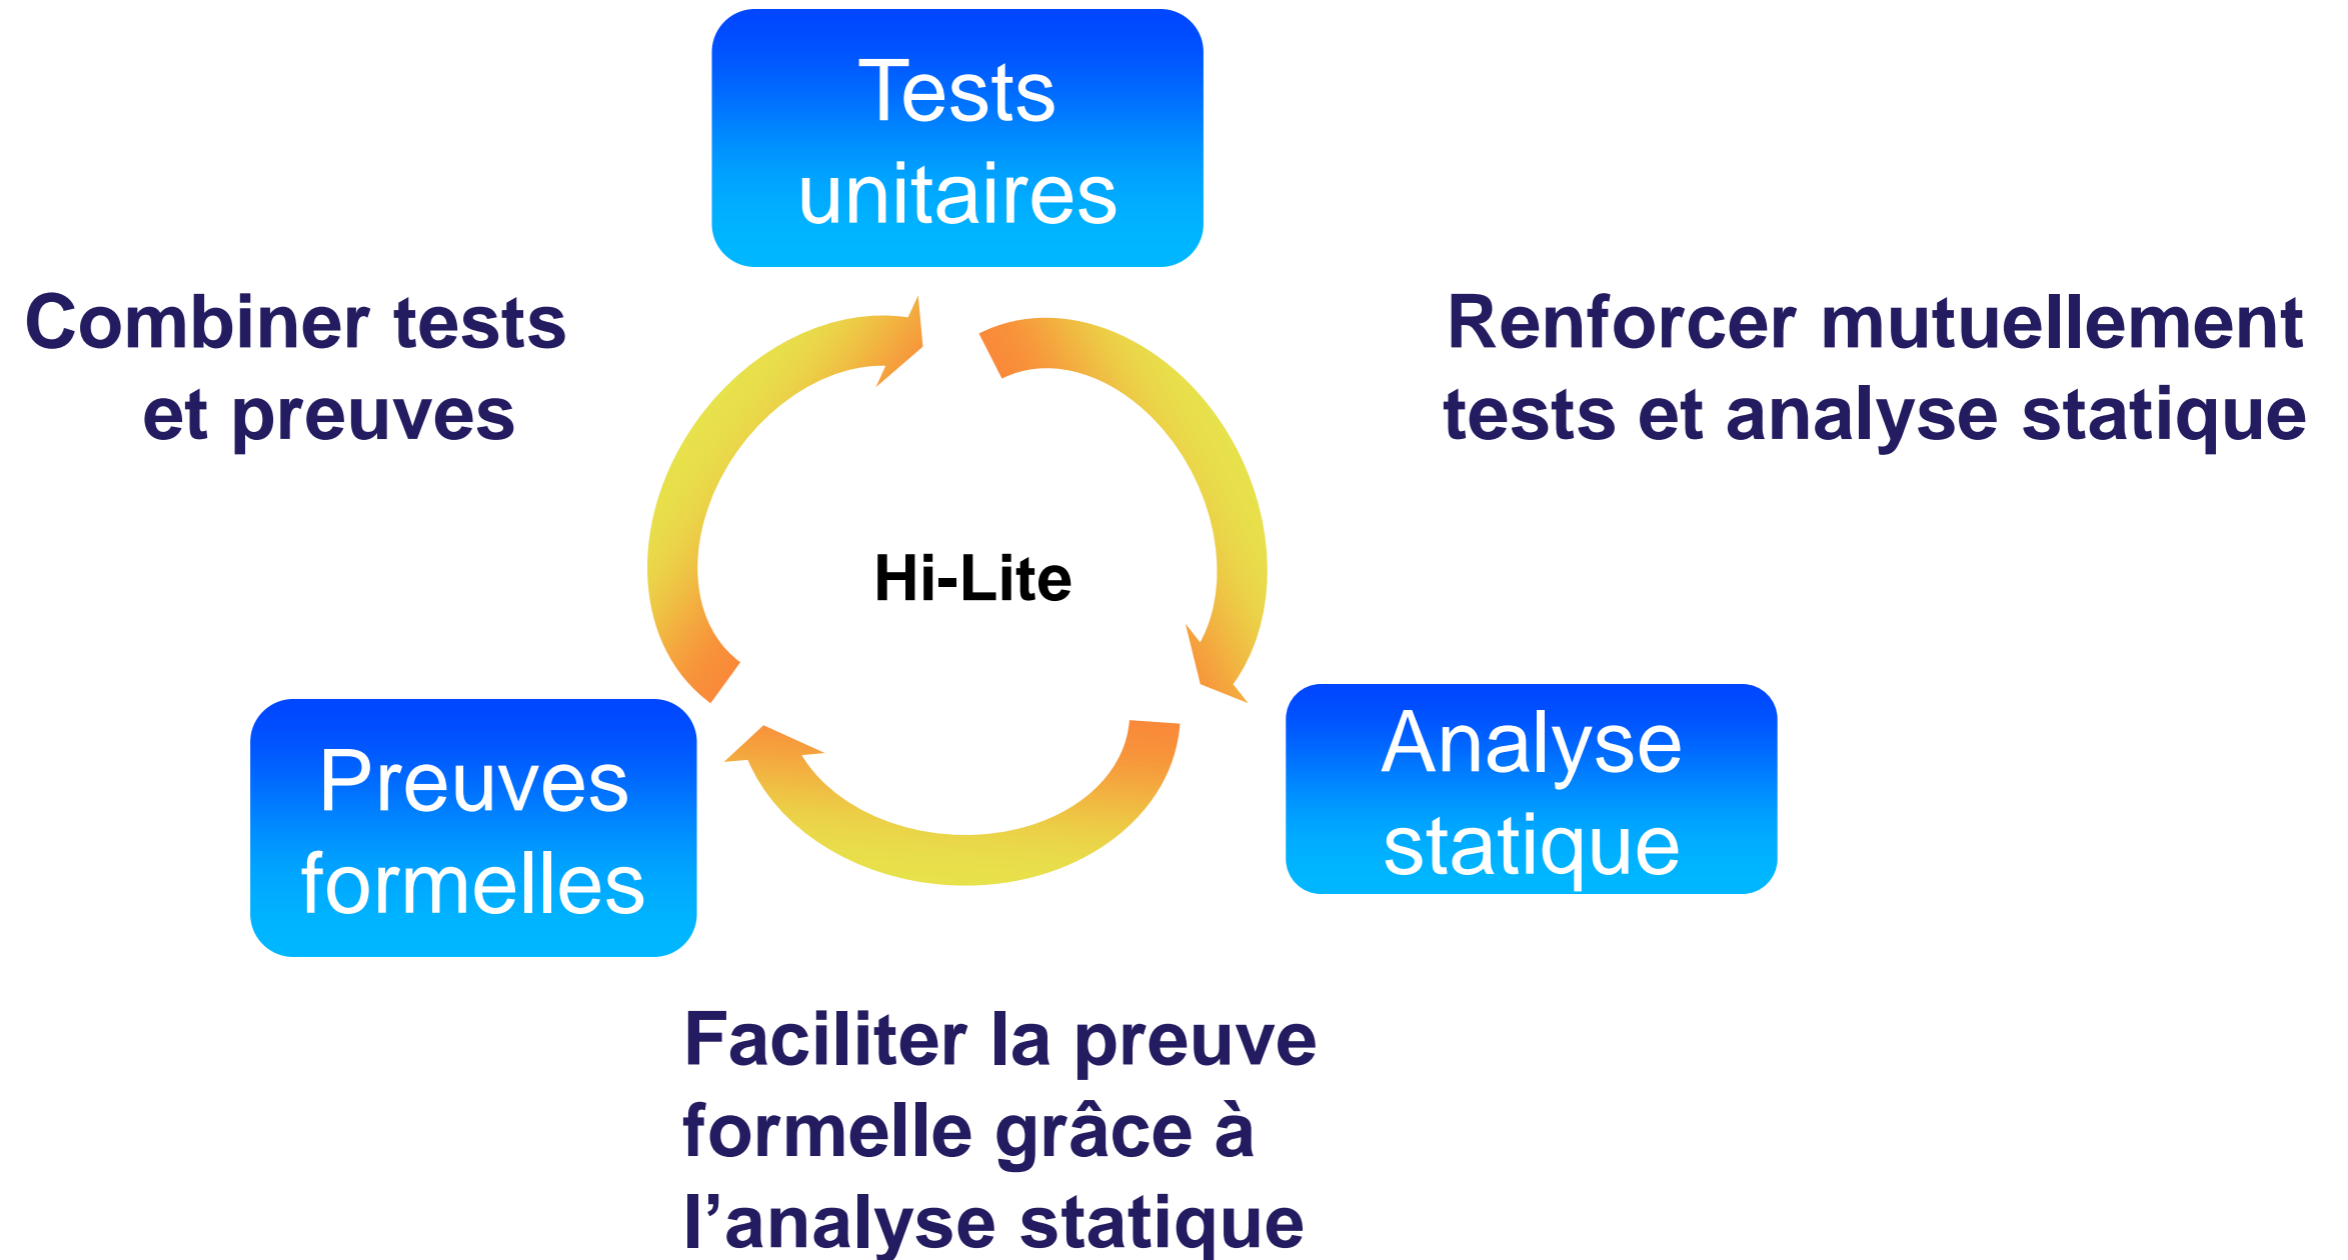 Tests
unitaires
Combiner tests
et preuves
Renforcer mutuellement
tests et analyse statique
Hi-Lite
Preuves
formelles
Analyse
statique
Faciliter la preuve
formelle grâce à
l’analyse statique